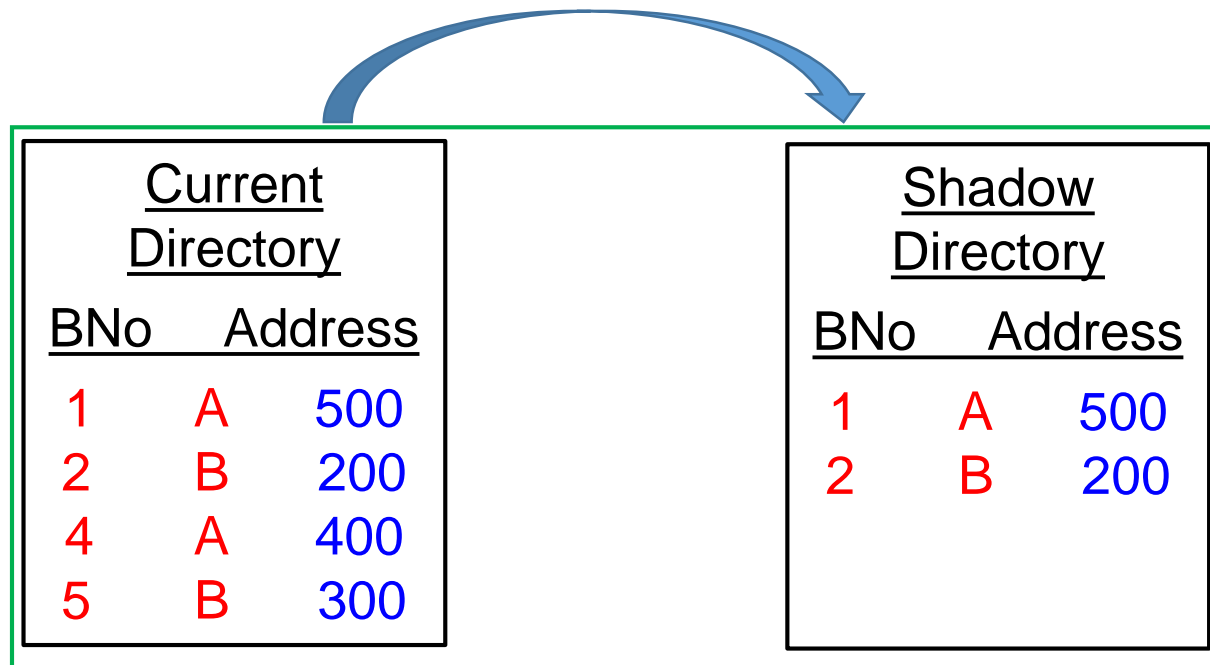 Current
Directory
BNo Address
1 A 500
2 B 200
4 A 400
5 B 300
Shadow
Directory
BNo Address
1 A 500
2 B 200